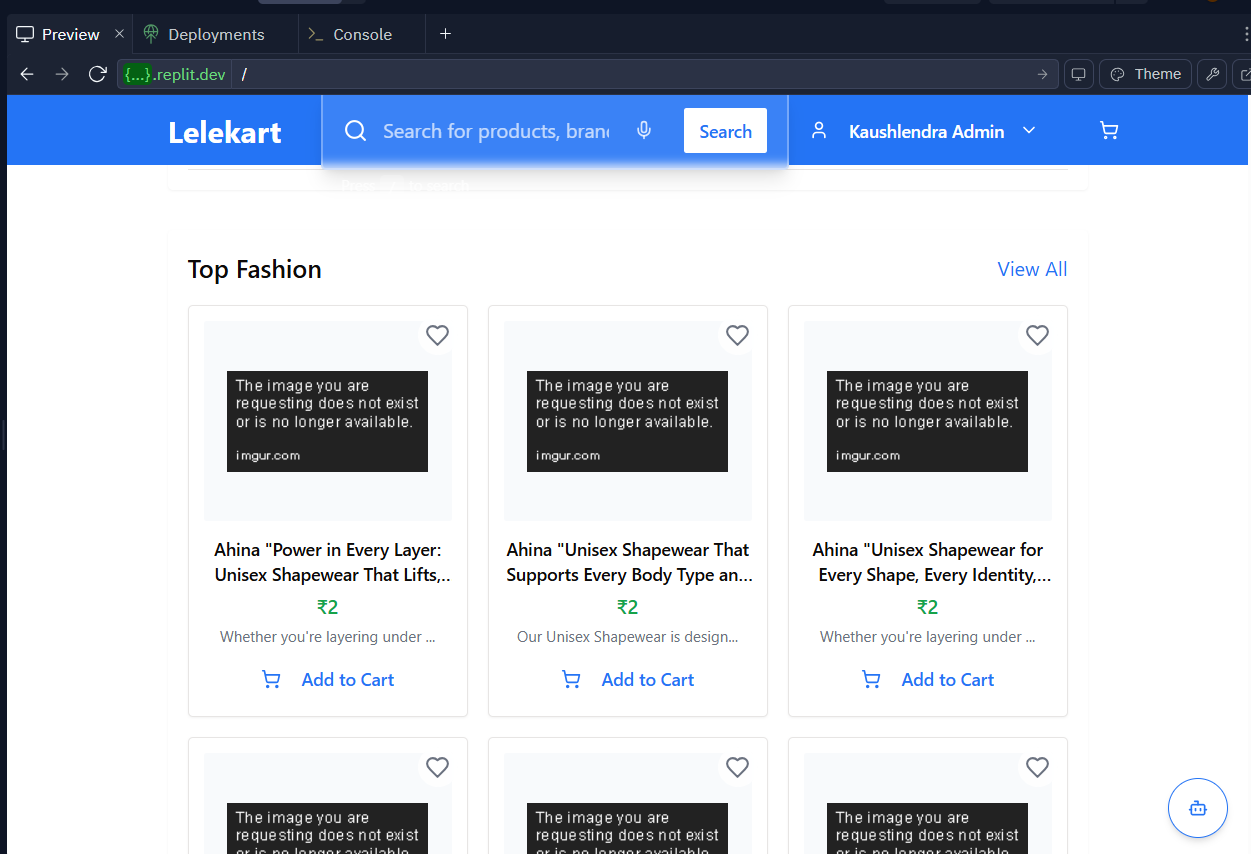 Preview
Deployments
Console
{...}.replit.dev
/
Theme
Lelekart
Search for products, bran
Search
Kaushlendra Admin
Top Fashion
View All
The image you are
requesting does not exist
or is no longer available.
imgur.com
The image you are
requesting does not exist
or is no longer available.
imgur.com
The image you are
requesting does not exist
or is no longer available.
imgur.com
Ahina "Power in Every Layer:
Unisex Shapewear That Lifts,..
₹2
Whether you're layering under ...
Add to Cart
Ahina "Unisex Shapewear That
Supports Every Body Type an...
₹2
Our Unisex Shapewear is design...
Add to Cart
Ahina "Unisex Shapewear for
Every Shape, Every Identity,...
₹2
Whether you're layering under ...
Add to Cart
The image you are
requesting does not exist
or is no longer available.
The image you are
requesting does not exist
or is no longer available.
The image you are
requesting does not exist
or is no longer available.